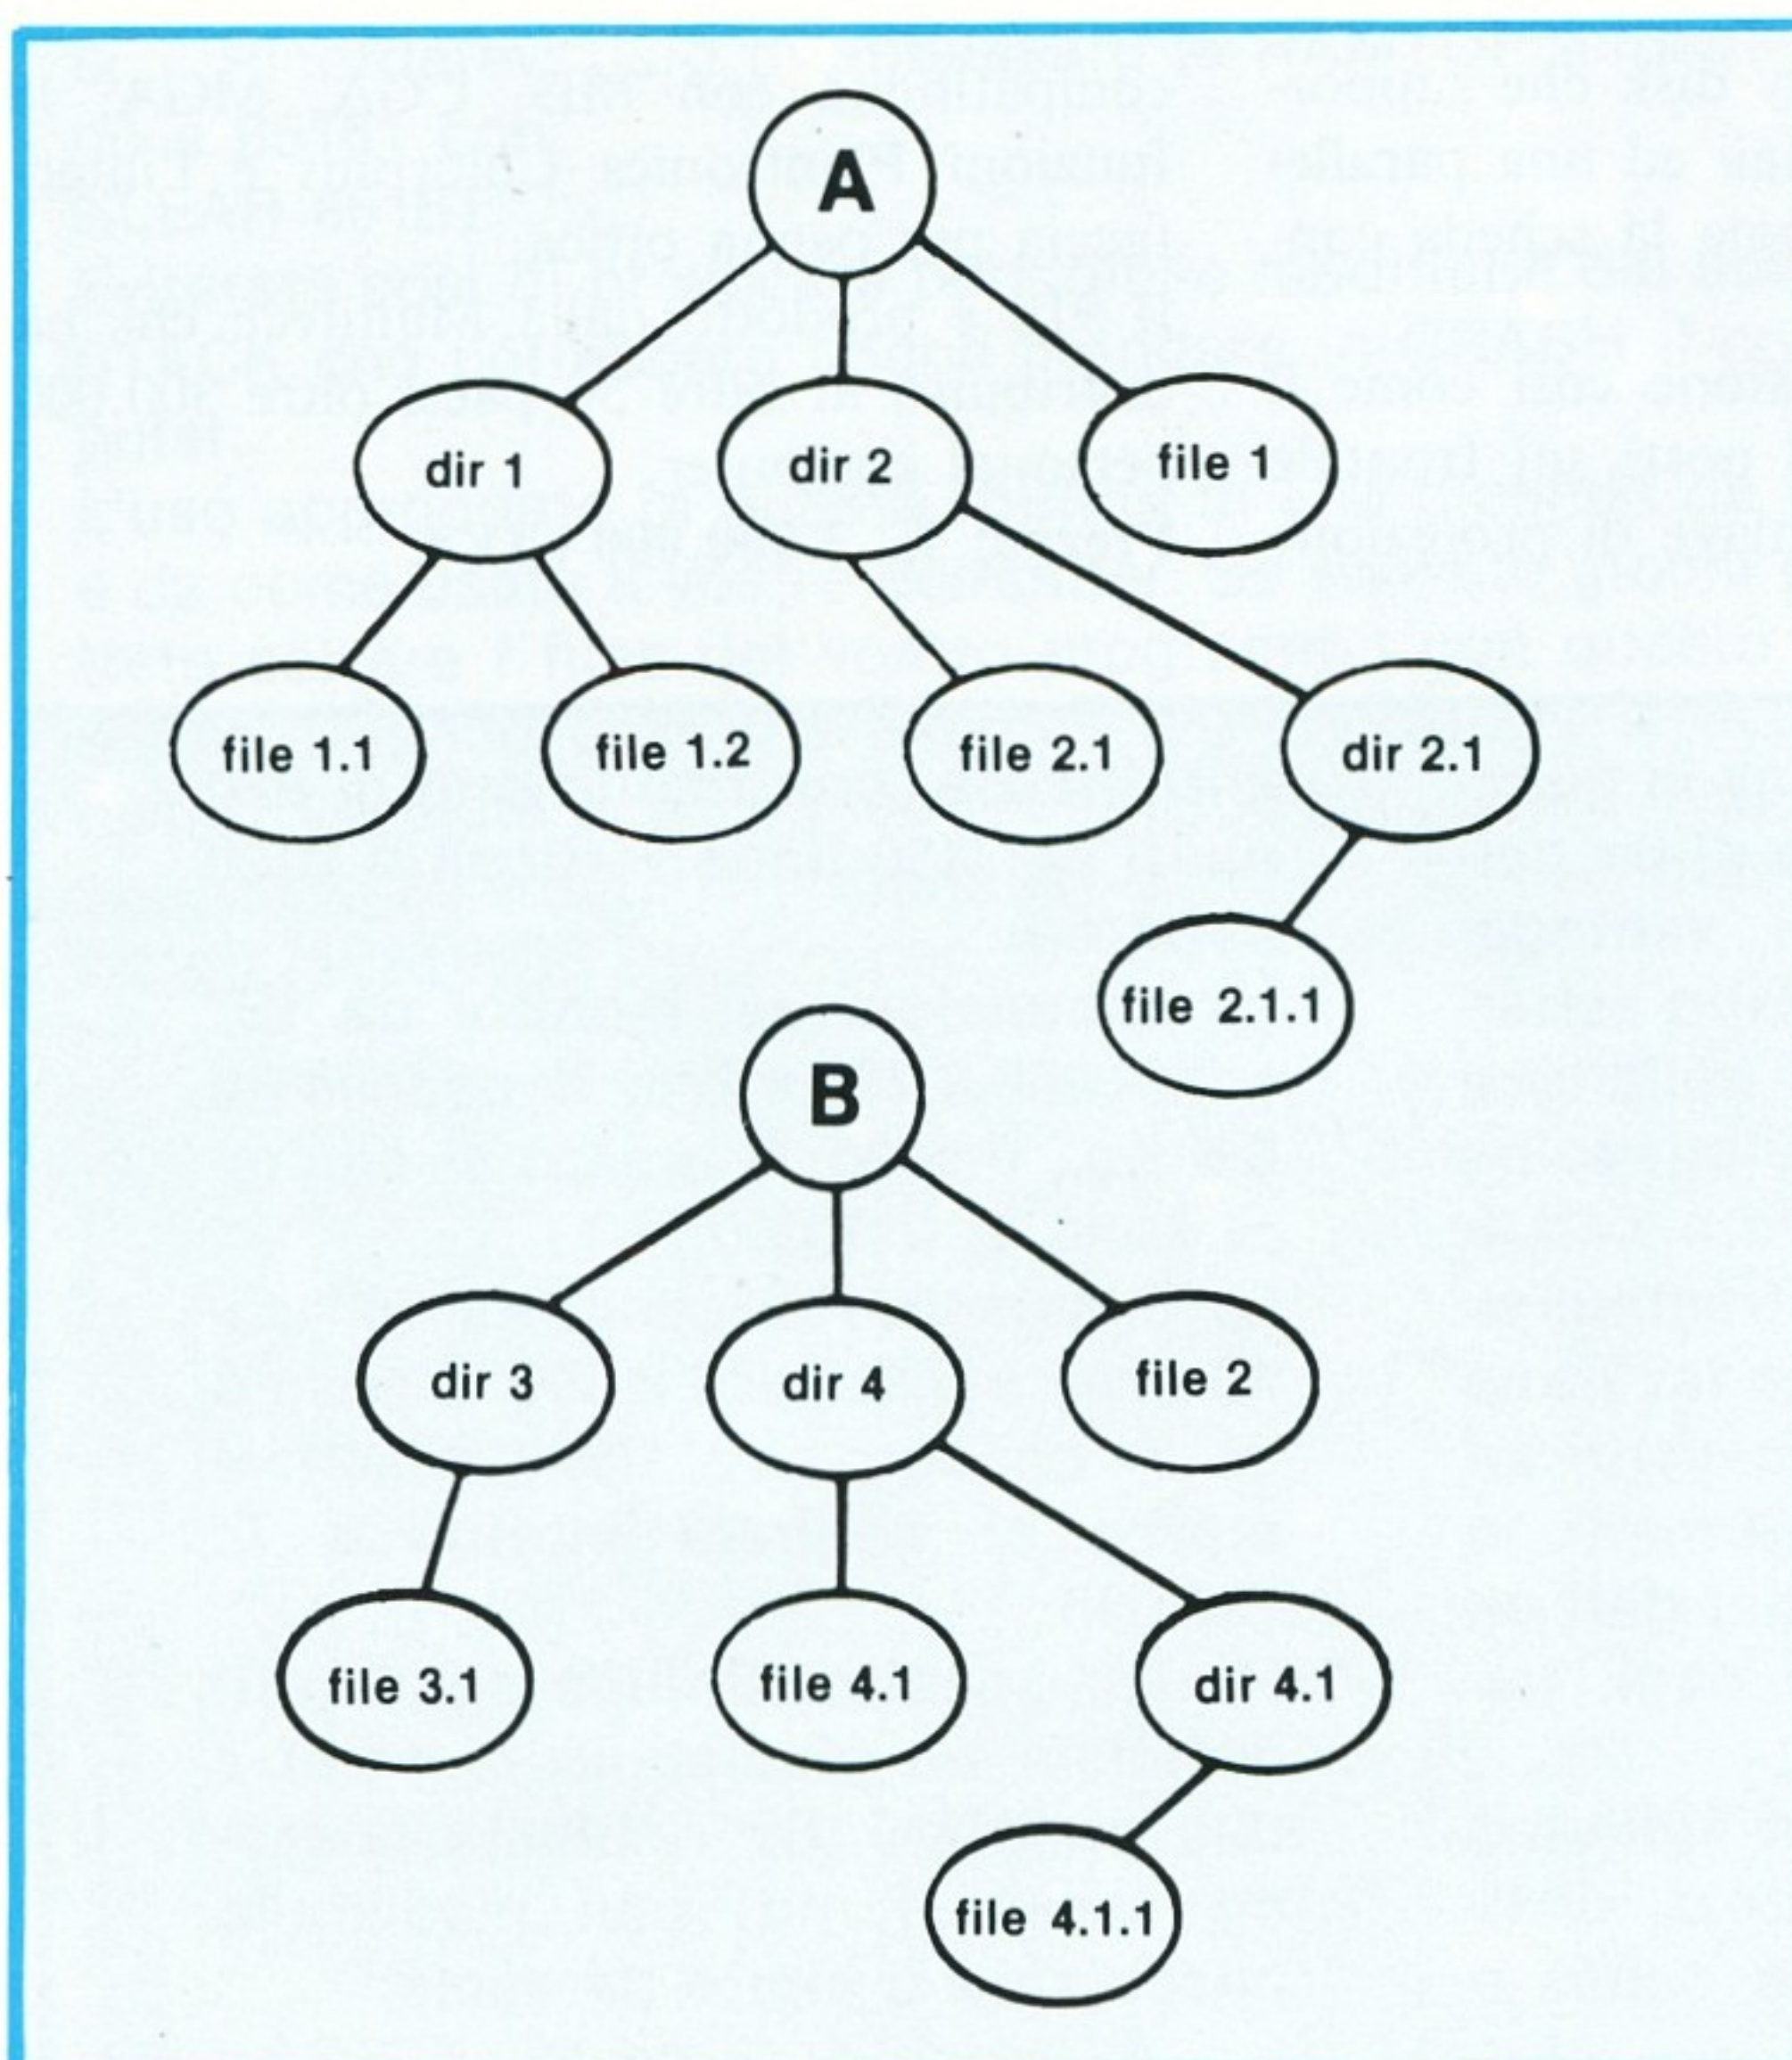 A
dir 1 dir 2 file 1
file 1.1 file 1.2 file 2.1 dir 2.1
file 2.1.1
B
dir 3 dir 4 file 2
file 3.1 file 4.1 dir 4.1
file 4.1.1